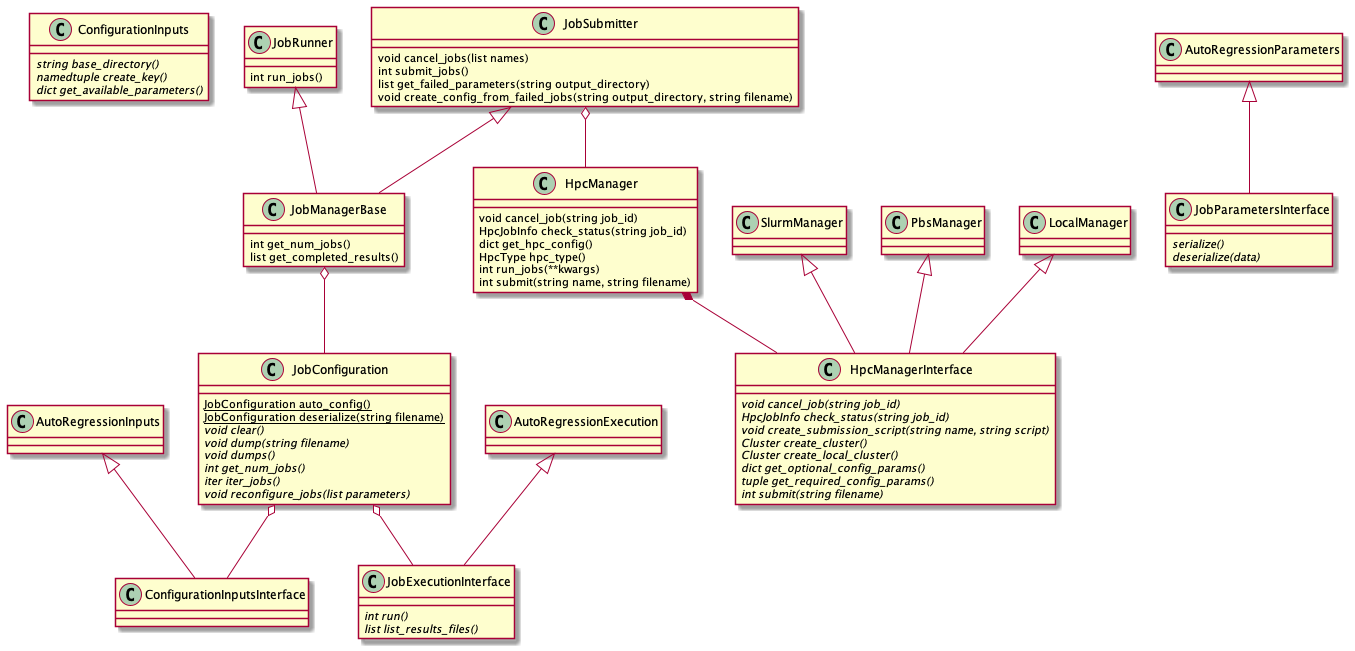 C ConfigurationInputs
string base_directory()
namedtuple create_key()
dict get_available_parameters()
C JobRunner
int run_jobs()
C JobSubmitter
void cancel_jobs(list names)
int submit_jobs()
list get_failed_parameters(string output_directory)
void create_config_from_failed_jobs(string output_directory, string filename)
C AutoRegressionParameters
C JobManagerBase
int get_num_jobs()
list get_completed_results()
C HpcManager
void cancel_job(string job_id)
HpcJobInfo check_status(string job_id)
dict get_hpc_config()
HpcType hpc_type()
int run_jobs(**kwargs)
int submit(string name, string filename)
C SlurmManager
C PbsManager
C LocalManager
C JobParametersInterface
serialize()
deserialize(data)
C JobConfiguration
JobConfiguration auto_config()
JobConfiguration deserialize(string filename)
void clear()
void dump(string filename)
void dumps()
int get_num_jobs()
iter iter_jobs()
void reconfigure_jobs(list parameters)
C HpcManagerInterface
void cancel_job(string job_id)
HpcJobInfo check_status(string job_id)
void create_submission_script(string name, string script)
Cluster create_cluster()
Cluster create_local_cluster()
dict get_optional_config_params()
tuple get_required_config_params()
int submit(string filename)
C AutoRegressionInputs
C AutoRegressionExecution
C ConfigurationInputsInterface
C JobExecutionInterface
int run()
list list_results_files()